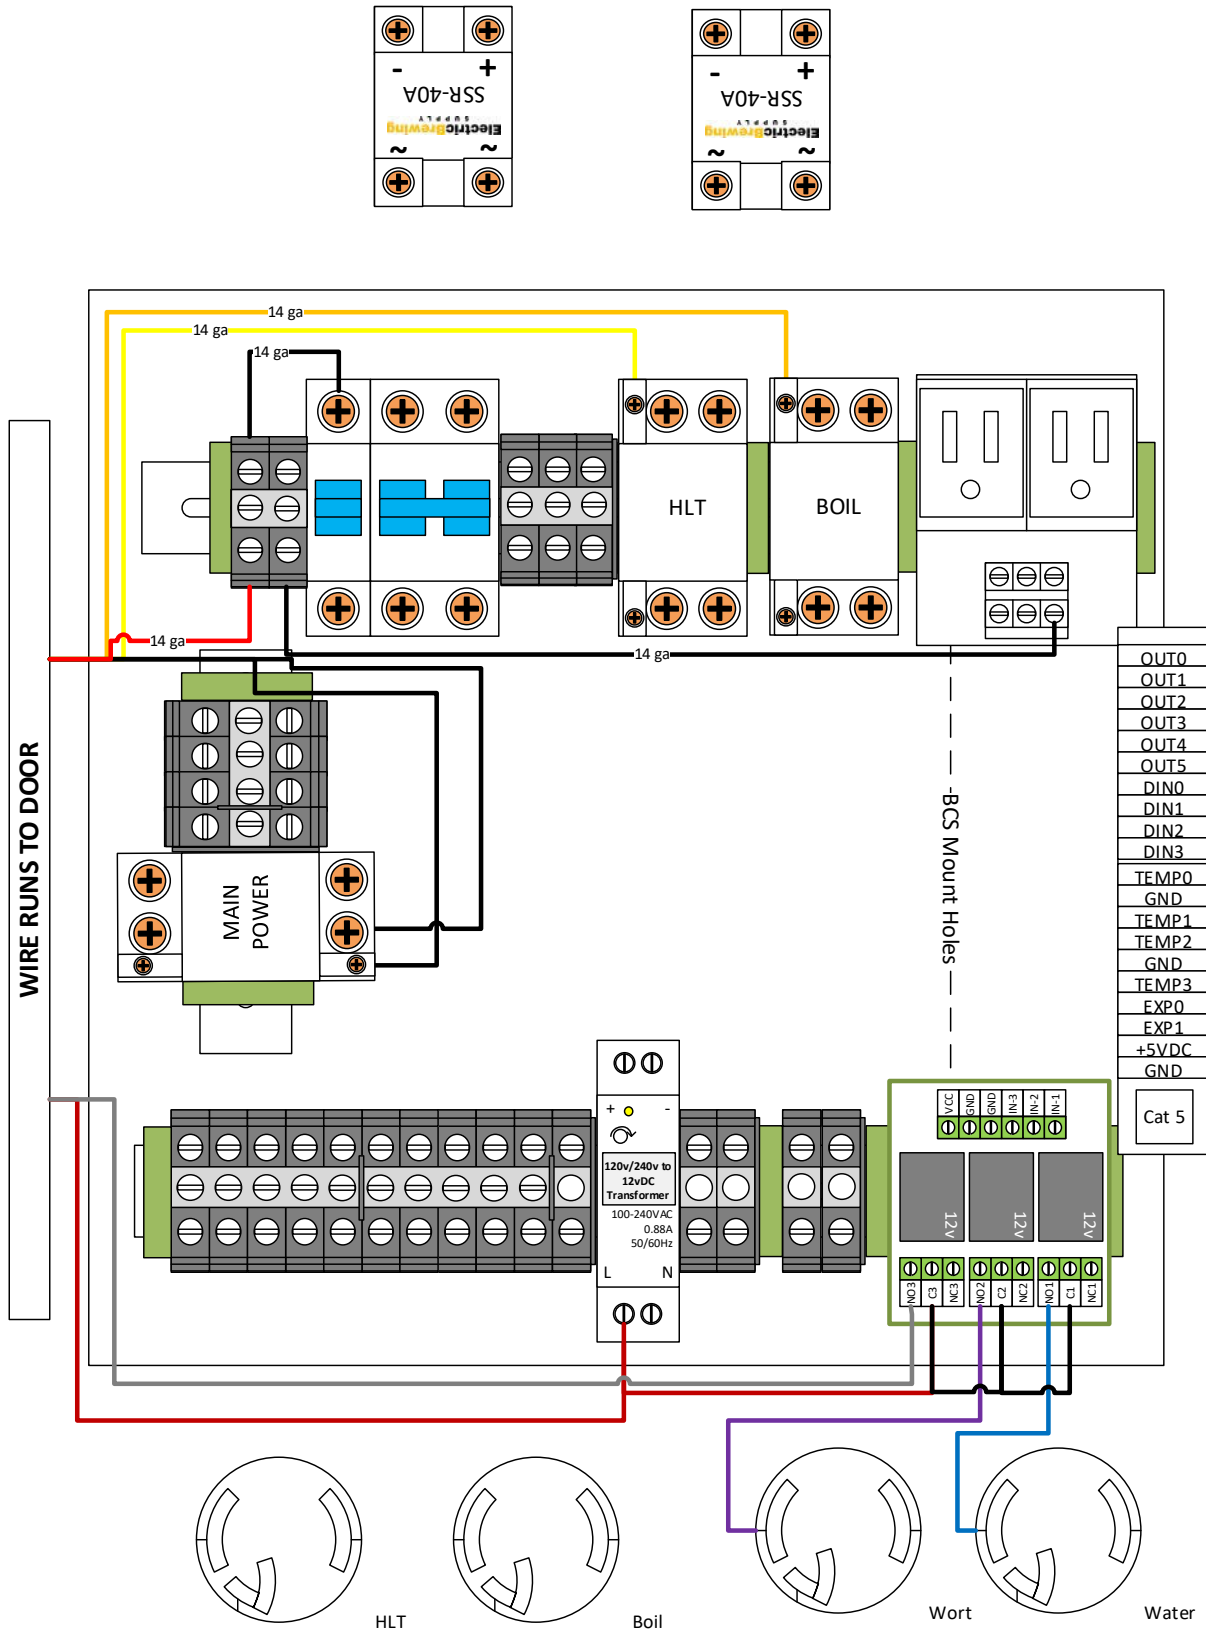 - +
SSR-40A
ElectricBrewing
SUPPLY
~ ~
- +
SSR-40A
ElectricBrewing
SUPPLY
~ ~
14 ga
14 ga
14 ga
HLT
BOIL
14 ga
14 ga
WIRE RUNS TO DOOR
MAIN
POWER
BCS Mount Holes
OUT0
OUT1
OUT2
OUT3
OUT4
OUT5
DIN0
DIN1
DIN2
DIN3
TEMP0
GND
TEMP1
TEMP2
GND
TEMP3
EXP0
EXP1
+5VDC
GND
Cat 5
+ -
120v/240v to
12vDC
Transformer
100-240VAC
0.88A
50/60Hz
L N
VCC
GND
GND
IN-3
IN-2
IN-1
12v
12v
12v
NO3
C3
NC3
NO2
C2
NC2
NO1
C1
NC1
HLT
Boil
Wort
Water